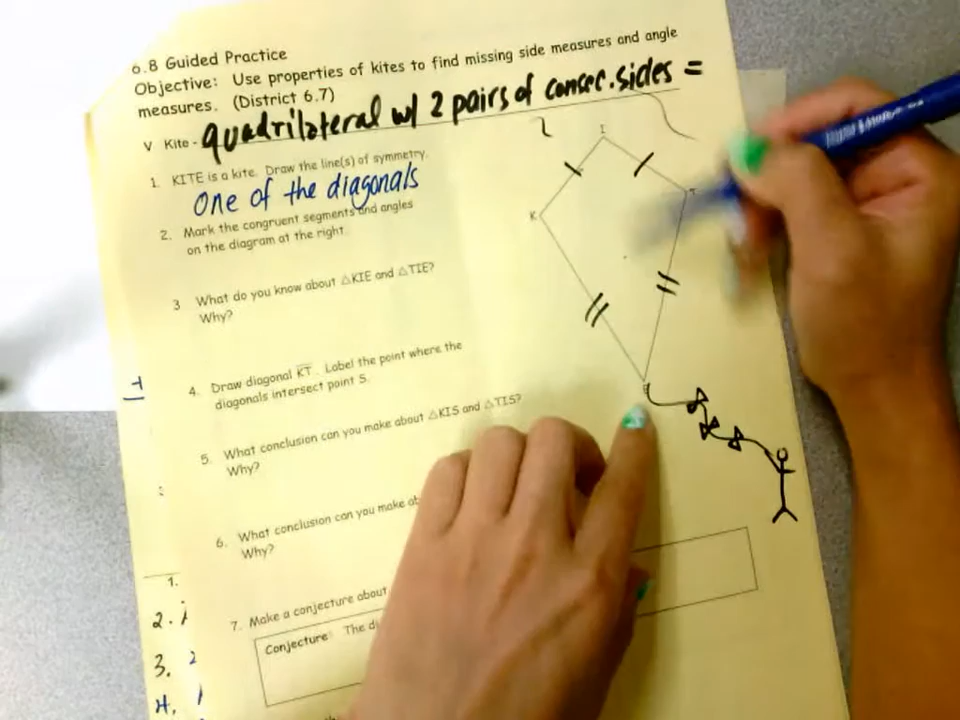 6.8 Guided Practice
Objective: Use properties of kites to find missing side measures and angle
measures. (District 6.7)
V Kite - quadrilateral w/ 2 pairs of consec. sides =
1. KITE is a kite. Draw the line(s) of symmetry.
One of the diagonals
2. Mark the congruent segments and angles
on the diagram at the right.
3 What do you know about △KIE and △TIE?
Why?
4. Draw diagonal KT. Label the point where the
diagonals intersect point S.
5. What conclusion can you make about △KIS and △TIS?
Why?
6. What conclusion can you make
Why?
7. Make a conjecture about
Conjecture: The
I
K
T
1.
2.
3.
4.